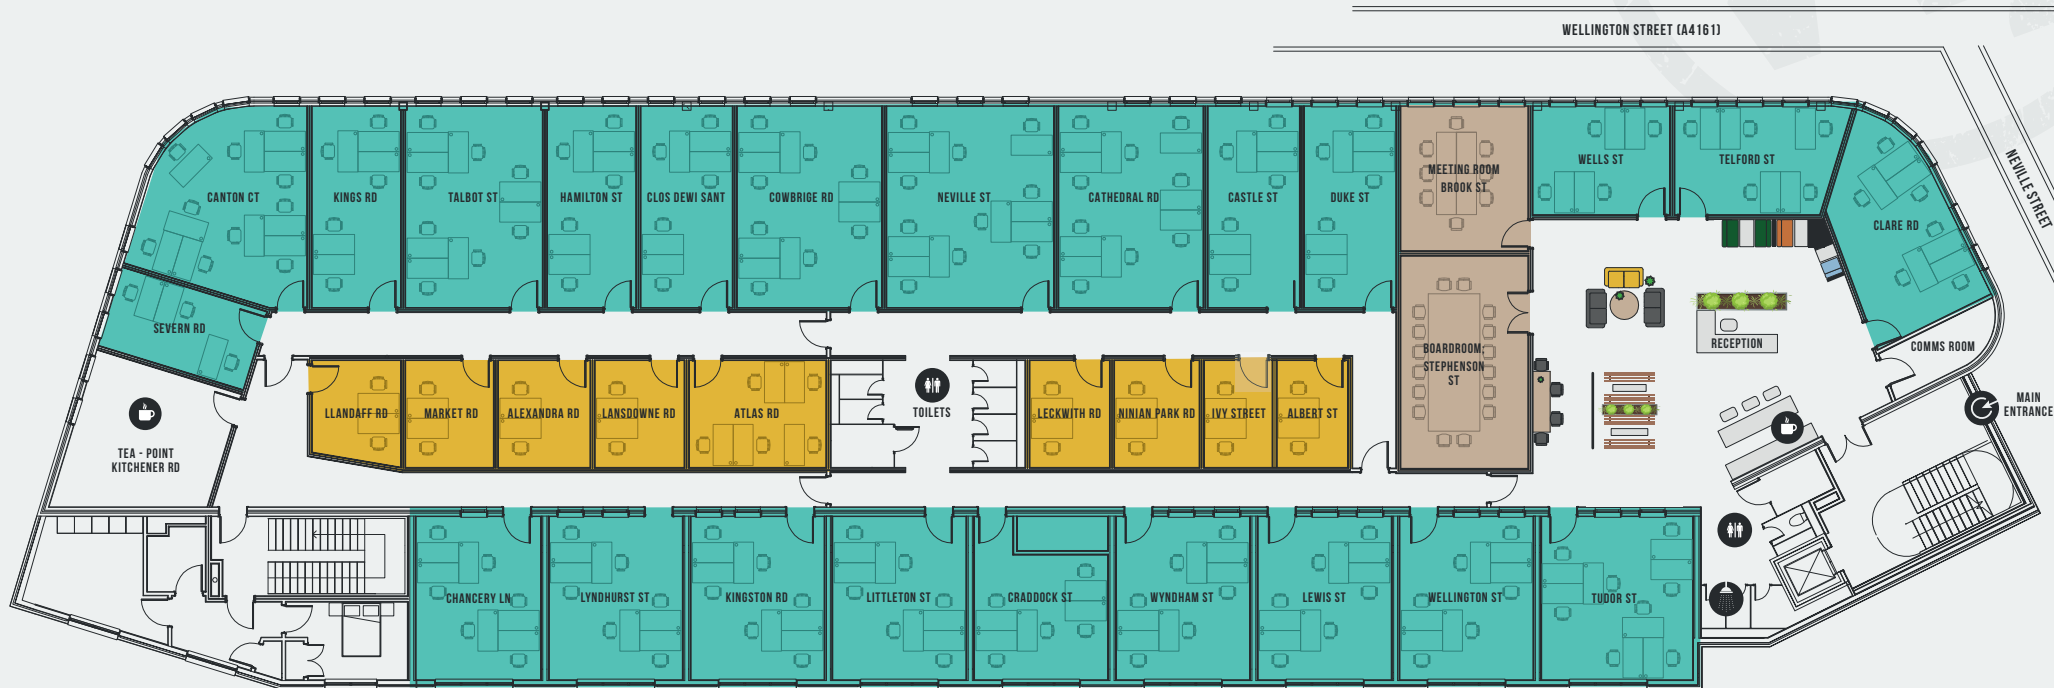 WELLINGTON STREET (A4161)
NEVILLE STREET
CANTON CT
KINGS RD
TALBOT ST
HAMILTON ST
CLOS DEWI SANT
COWBRIGE RD
NEVILLE ST
CATHEDRAL RD
CASTLE ST
DUKE ST
MEETING ROOM
BROOK ST
WELLS ST
TELFORD ST
CLARE RD
SEVERN RD
BOARDROOM,
STEPHENSON
ST
RECEPTION
COMMS ROOM
MAIN
ENTRANCE
TEA - POINT
KITCHENER RD
LLANDAFF RD
MARKET RD
ALEXANDRA RD
LANSDOWNE RD
ATLAS RD
TOILETS
LECKWITH RD
NINIAN PARK RD
IVY STREET
ALBERT ST
CHANCERY LN
LYNDHURST ST
KINGSTON RD
LITTLETON ST
CRADDOCK ST
WYNDHAM ST
LEWIS ST
WELLINGTON ST
TUDOR ST